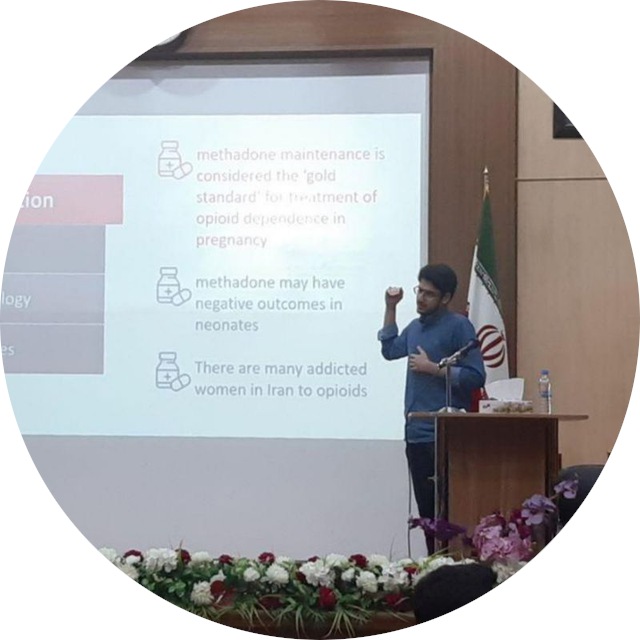 tion
logy
es
methadone maintenance is
considered the 'gold
standard' for treatment of
opioid dependence in
pregnancy
methadone may have
negative outcomes in
neonates
There are many addicted
women in Iran to opioids